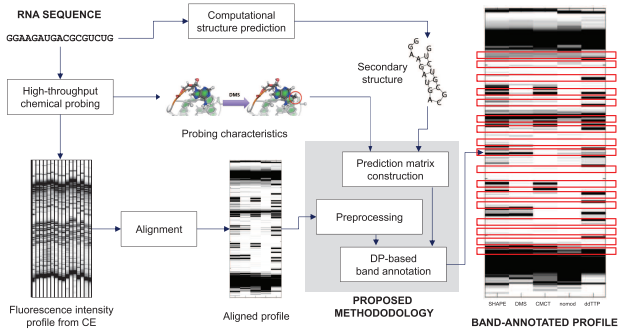 RNA SEQUENCE
GGAAGAUGACGCGUCUG
Computational
structure prediction
High-throughput
chemical probing
DMS
Probing characteristics
Secondary
structure
G
G
A
A
G
A
U
G
A
C
G
C
G
U
C
U
G
Prediction matrix
construction
Preprocessing
DP-based
band annotation
PROPOSED
METHODODOLOGY
Alignment
Fluorescence intensity
profile from CE
Aligned profile
SHAPE DMS CMCT nomod ddTTP
BAND-ANNOTATED PROFILE